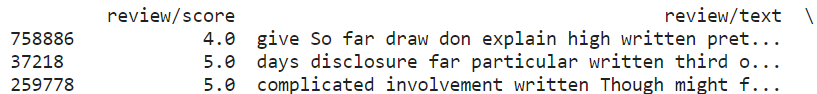 review/score review/text \
758886 4.0 give So far draw don explain high written pret...
37218 5.0 days disclosure far particular written third o...
259778 5.0 complicated involvement written Though might f...